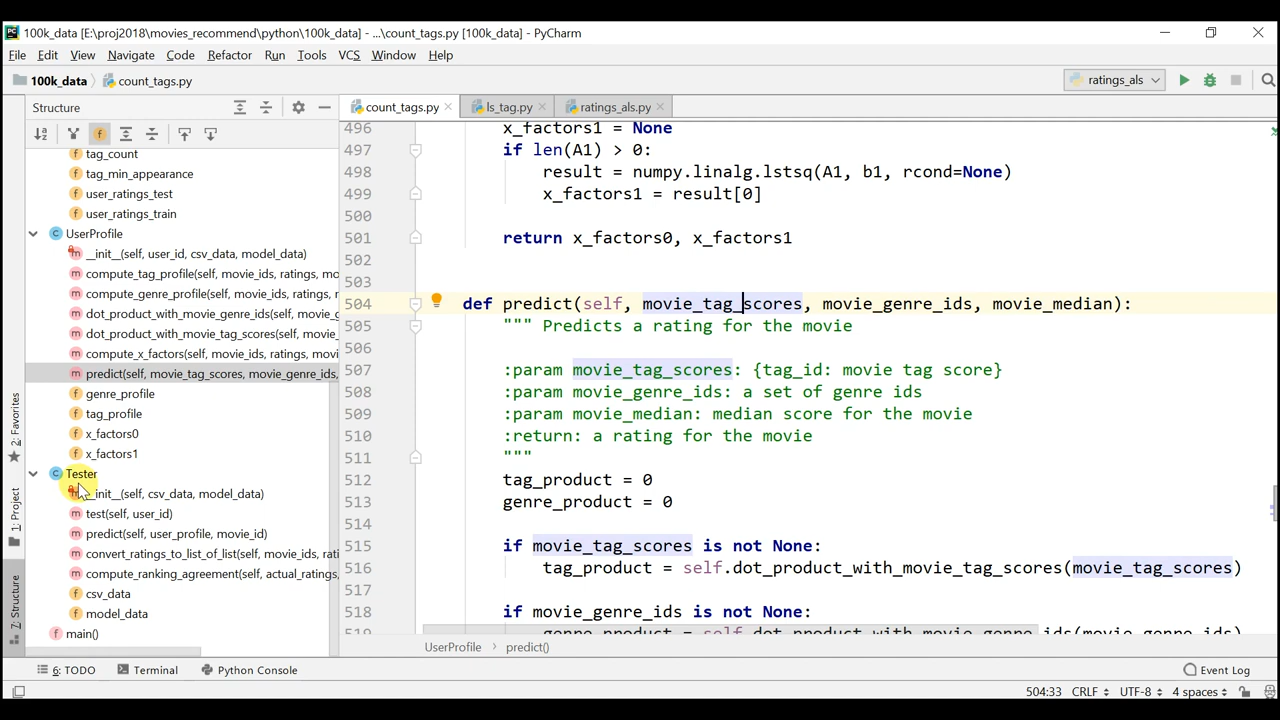 100k_data [E:\proj2018\movies_recommend\python\100k_data] - ...\count_tags.py [100k_data] - PyCharm
File Edit View Navigate Code Refactor Run Tools VCS Window Help
100k_data count_tags.py ratings_als
Structure
count_tags.py ls_tag.py ratings_als.py
tag_count
tag_min_appearance
user_ratings_test
user_ratings_train
UserProfile
__init__(self, user_id, csv_data, model_data)
compute_tag_profile(self, movie_ids, ratings, mo
compute_genre_profile(self, movie_ids, ratings, r
dot_product_with_movie_genre_ids(self, movie_g
dot_product_with_movie_tag_scores(self, movie_t
compute_x_factors(self, movie_ids, ratings, movi
predict(self, movie_tag_scores, movie_genre_ids,
genre_profile
tag_profile
x_factors0
x_factors1
Tester
__init__(self, csv_data, model_data)
test(self, user_id)
predict(self, user_profile, movie_id)
convert_ratings_to_list_of_list(self, movie_ids, rati
compute_ranking_agreement(self, actual_ratings,
csv_data
model_data
main()
2: Favorites
1: Project
7: Structure
496 x_factors1 = None
497 if len(A1) > 0:
498 result = numpy.linalg.lstsq(A1, b1, rcond=None)
499 x_factors1 = result[0]
500
501 return x_factors0, x_factors1
502
503
504 def predict(self, movie_tag_scores, movie_genre_ids, movie_median):
505 """ Predicts a rating for the movie
506
507 :param movie_tag_scores: {tag_id: movie tag score}
508 :param movie_genre_ids: a set of genre ids
509 :param movie_median: median score for the movie
510 :return: a rating for the movie
511 """
512 tag_product = 0
513 genre_product = 0
514
515 if movie_tag_scores is not None:
516 tag_product = self.dot_product_with_movie_tag_scores(movie_tag_scores)
517
518 if movie_genre_ids is not None:
519 genre_product = self.dot_product_with_movie_genre_ids(movie_genre_ids)
UserProfile predict()
6: TODO Terminal Python Console Event Log
504:33 CRLF UTF-8 4 spaces